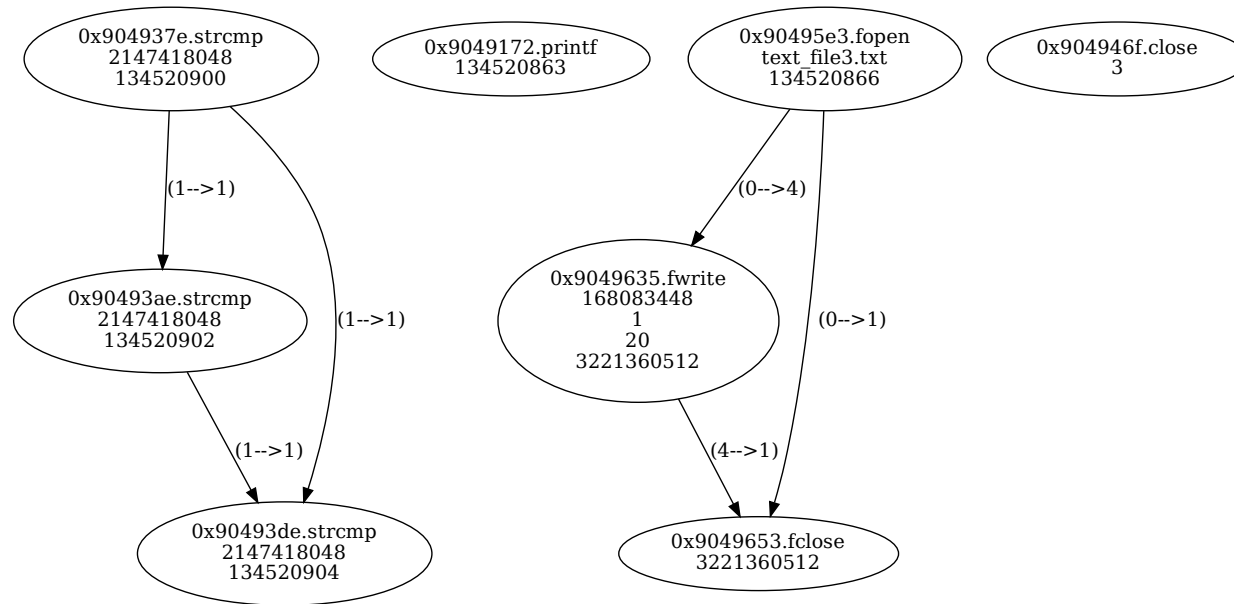 0x904937e.strcmp
2147418048
134520900
0x9049172.printf
134520863
0x90495e3.fopen
text_file3.txt
134520866
0x904946f.close
3
(1-->1)
(0-->4)
0x90493ae.strcmp
2147418048
134520902
(1-->1)
0x9049635.fwrite
168083448
1
20
3221360512
(0-->1)
(1-->1)
(4-->1)
0x90493de.strcmp
2147418048
134520904
0x9049653.fclose
3221360512